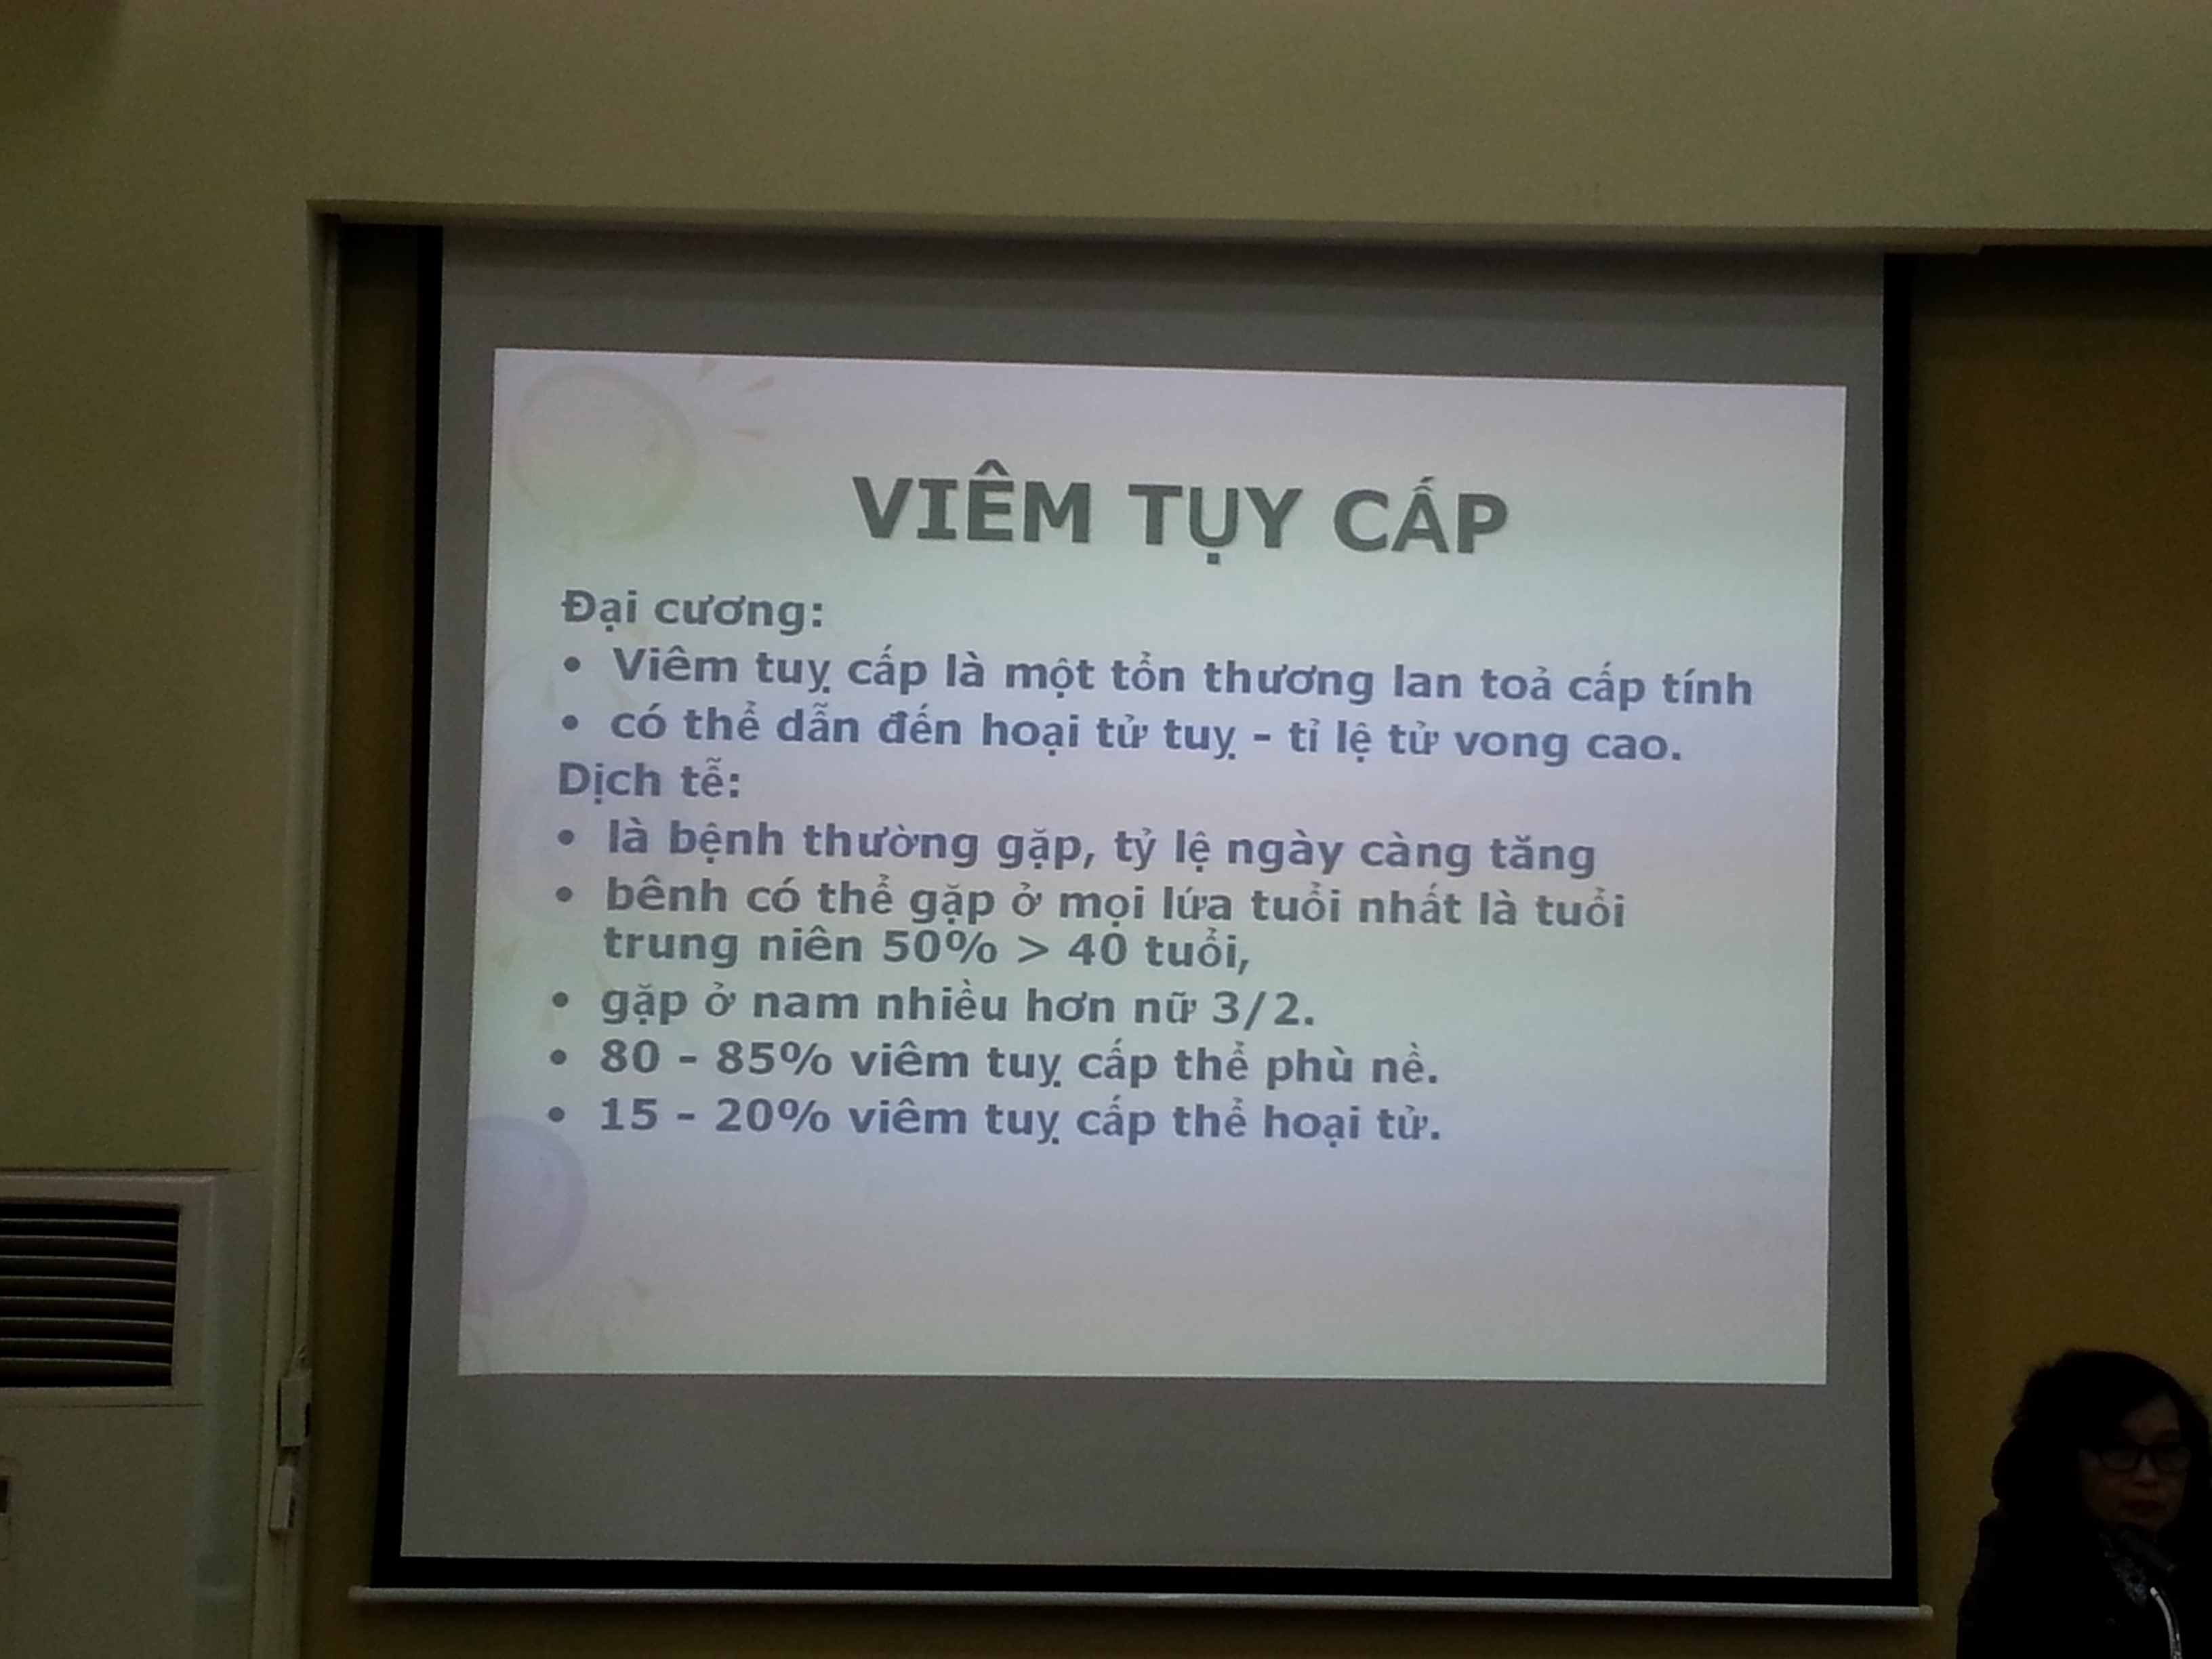 VIÊM TỤY CẤP
Đại cương:
• Viêm tuỵ cấp là một tổn thương lan toả cấp tính
• có thể dẫn đến hoại tử tuỵ - tỉ lệ tử vong cao.
Dịch tễ:
• là bệnh thường gặp, tỷ lệ ngày càng tăng
• bênh có thể gặp ở mọi lứa tuổi nhất là tuổi
trung niên 50% > 40 tuổi,
• gặp ở nam nhiều hơn nữ 3/2.
• 80 - 85% viêm tuỵ cấp thể phù nề.
• 15 - 20% viêm tuỵ cấp thể hoại tử.